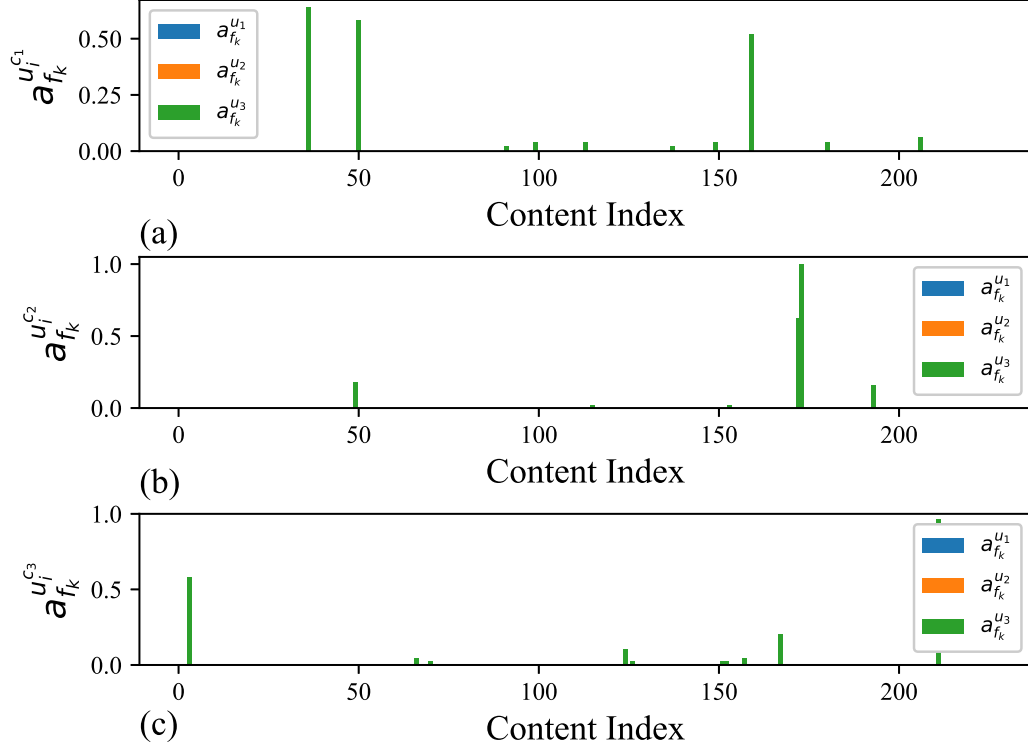 a_{f_k}^{u_i^{c_1}}
0.50
0.25
0.00
a_{f_k}^{u_1}
a_{f_k}^{u_2}
a_{f_k}^{u_3}
0 50 100 150 200
Content Index
(a)
a_{f_k}^{u_i^{c_2}}
1.0
0.5
0.0
a_{f_k}^{u_1}
a_{f_k}^{u_2}
a_{f_k}^{u_3}
0 50 100 150 200
Content Index
(b)
a_{f_k}^{u_i^{c_3}}
1.0
0.5
0.0
a_{f_k}^{u_1}
a_{f_k}^{u_2}
a_{f_k}^{u_3}
0 50 100 150 200
Content Index
(c)